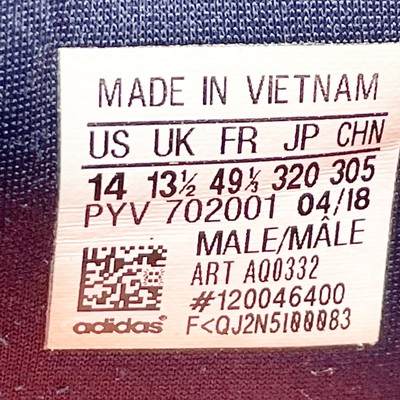 MADE IN VIETNAM
US UK FR JP CHN
14 13½ 49⅓ 320 305
PYV 702001 04/18
MALE/MÂLE
ART AQ0332
#120046400
adidas F<QJ2N5I00083